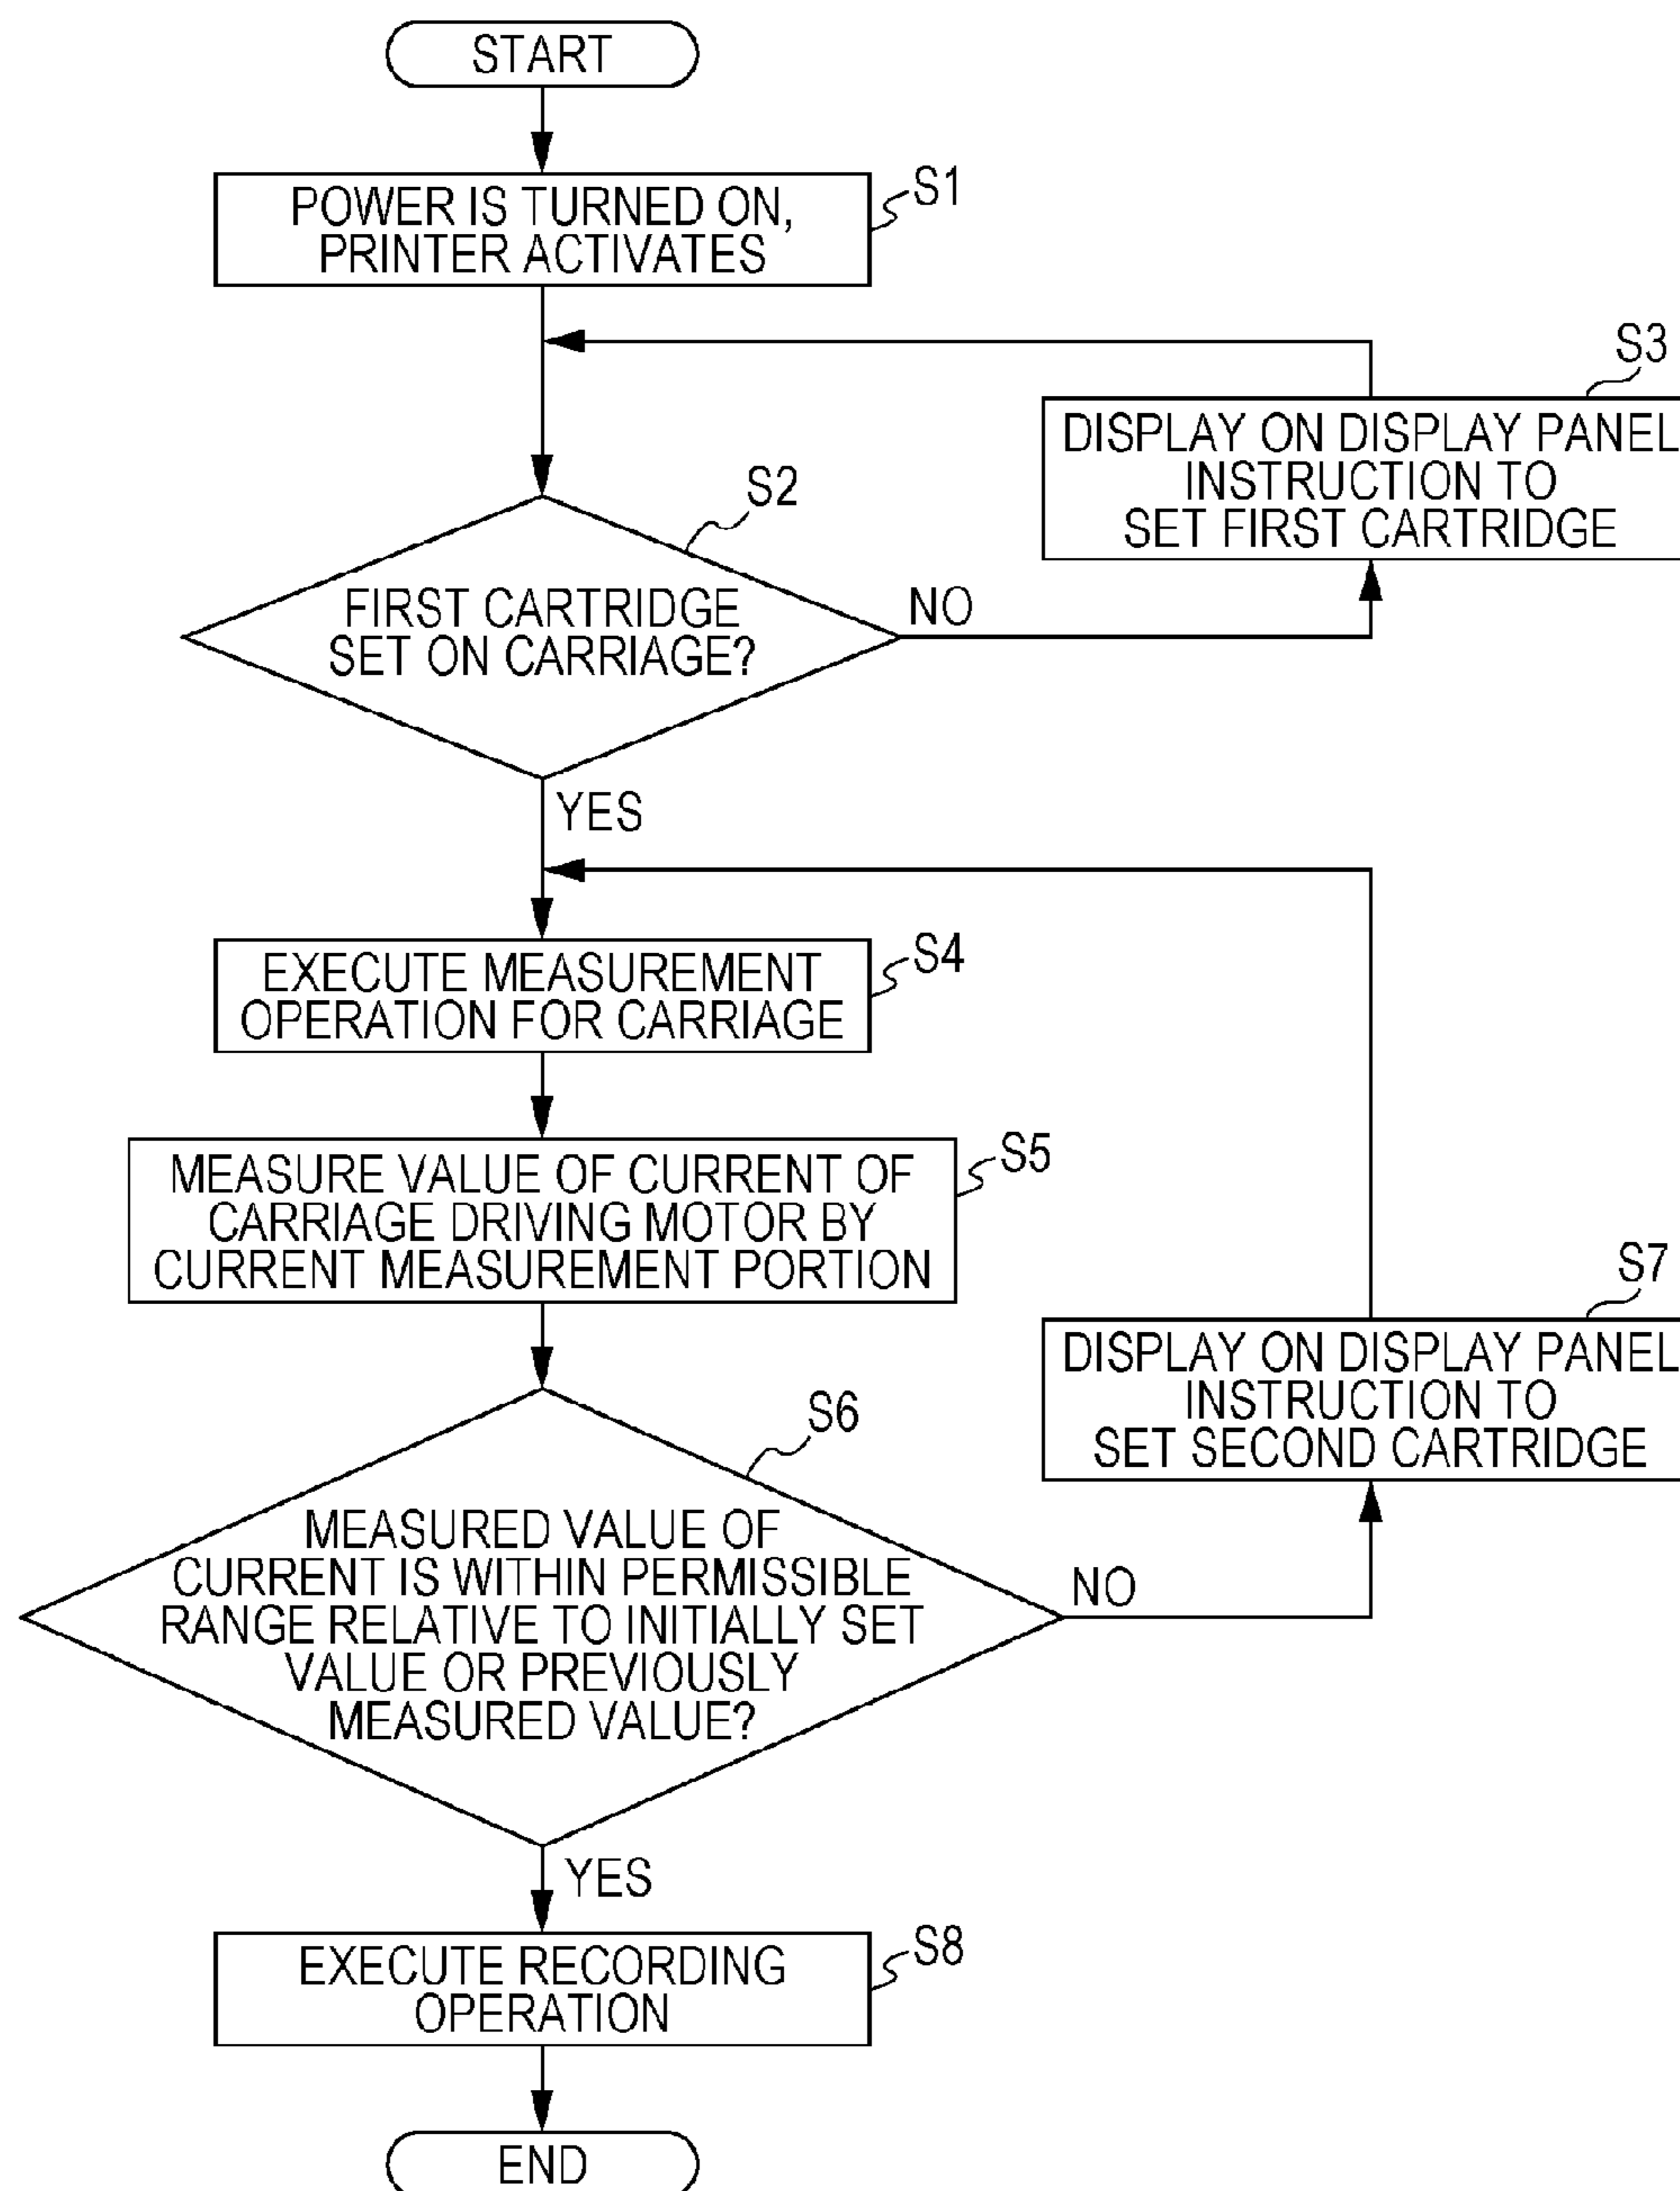 START
S1
POWER IS TURNED ON,
PRINTER ACTIVATES
S3
DISPLAY ON DISPLAY PANEL
INSTRUCTION TO
SET FIRST CARTRIDGE
S2
FIRST CARTRIDGE
SET ON CARRIAGE?
NO
YES
S4
EXECUTE MEASUREMENT
OPERATION FOR CARRIAGE
S5
MEASURE VALUE OF CURRENT OF
CARRIAGE DRIVING MOTOR BY
CURRENT MEASUREMENT PORTION
S7
DISPLAY ON DISPLAY PANEL
INSTRUCTION TO
SET SECOND CARTRIDGE
S6
MEASURED VALUE OF
CURRENT IS WITHIN PERMISSIBLE
RANGE RELATIVE TO INITIALLY SET
VALUE OR PREVIOUSLY
MEASURED VALUE?
NO
YES
S8
EXECUTE RECORDING
OPERATION
END